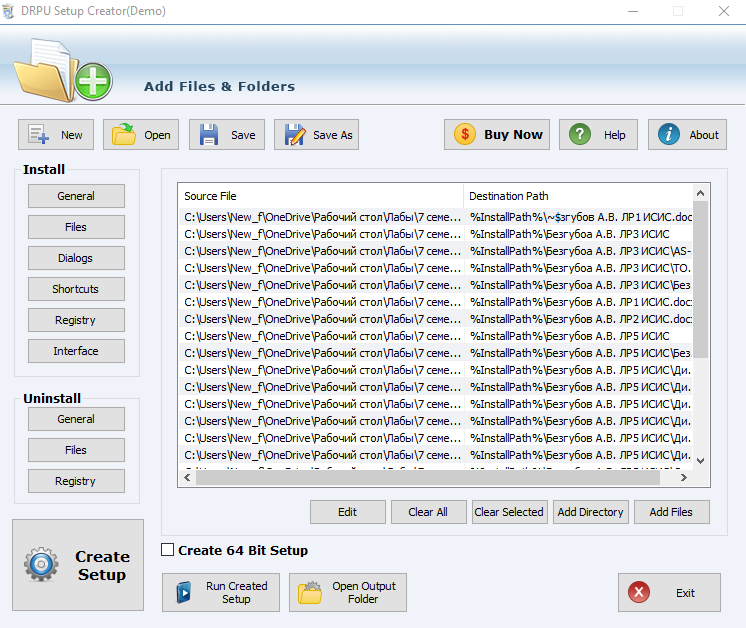 DRPU Setup Creator(Demo)
Add Files & Folders
New
Open
Save
Save As
Buy Now
Help
About
Install
General
Files
Dialogs
Shortcuts
Registry
Interface
Uninstall
General
Files
Registry
Create
Setup
Source File Destination Path
C:\Users\New_f\OneDrive\Рабочий стол\Лабы\7 семе... %InstallPath%\~$згубов А.В. ЛР1 ИСИС.doc
C:\Users\New_f\OneDrive\Рабочий стол\Лабы\7 семе... %InstallPath%\Безгубоа А.В. ЛР3 ИСИС
C:\Users\New_f\OneDrive\Рабочий стол\Лабы\7 семе... %InstallPath%\Безгубоа А.В. ЛР3 ИСИС\AS-
C:\Users\New_f\OneDrive\Рабочий стол\Лабы\7 семе... %InstallPath%\Безгубоа А.В. ЛР3 ИСИС\TO.
C:\Users\New_f\OneDrive\Рабочий стол\Лабы\7 семе... %InstallPath%\Безгубоа А.В. ЛР3 ИСИС\Без.
C:\Users\New_f\OneDrive\Рабочий стол\Лабы\7 семе... %InstallPath%\Безгубов А.В. ЛР1 ИСИС.doc
C:\Users\New_f\OneDrive\Рабочий стол\Лабы\7 семе... %InstallPath%\Безгубов А.В. ЛР2 ИСИС.doc
C:\Users\New_f\OneDrive\Рабочий стол\Лабы\7 семе... %InstallPath%\Безгубов А.В. ЛР5 ИСИС
C:\Users\New_f\OneDrive\Рабочий стол\Лабы\7 семе... %InstallPath%\Безгубов А.В. ЛР5 ИСИС\Без.
C:\Users\New_f\OneDrive\Рабочий стол\Лабы\7 семе... %InstallPath%\Безгубов А.В. ЛР5 ИСИС\Ди.
C:\Users\New_f\OneDrive\Рабочий стол\Лабы\7 семе... %InstallPath%\Безгубов А.В. ЛР5 ИСИС\Ди.
C:\Users\New_f\OneDrive\Рабочий стол\Лабы\7 семе... %InstallPath%\Безгубов А.В. ЛР5 ИСИС\Ди.
C:\Users\New_f\OneDrive\Рабочий стол\Лабы\7 семе... %InstallPath%\Безгубов А.В. ЛР5 ИСИС\Ди.
C:\Users\New_f\OneDrive\Рабочий стол\Лабы\7 семе... %InstallPath%\Безгубов А.В. ЛР5 ИСИС\Ди.
C:\Users\New_f\OneDrive\Рабочий стол\Лабы\7 семе... %InstallPath%\Безгубов А.В. ЛР5 ИСИС\Ди.
Edit
Clear All
Clear Selected
Add Directory
Add Files
Create 64 Bit Setup
Run Created
Setup
Open Output
Folder
Exit